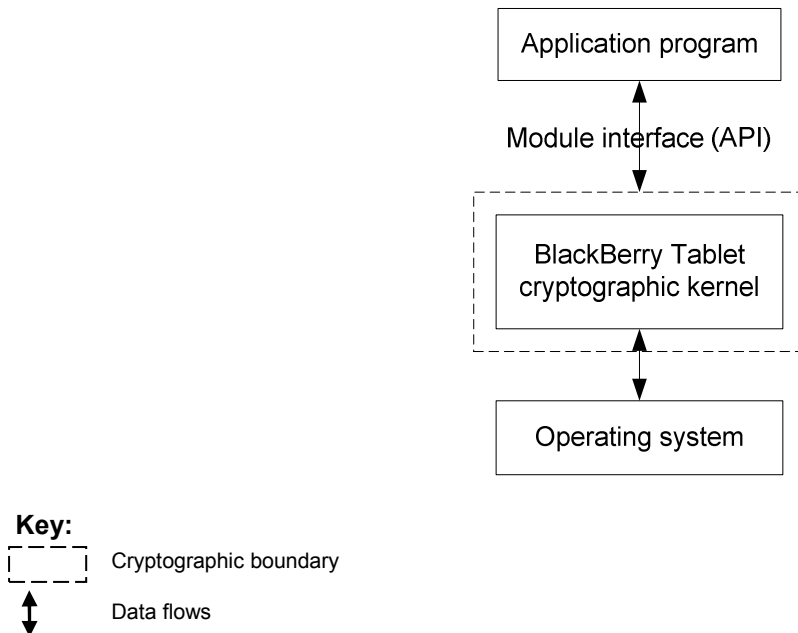 Application program
Module interface (API)
BlackBerry Tablet
cryptographic kernel
Operating system
Key:
Cryptographic boundary
Data flows